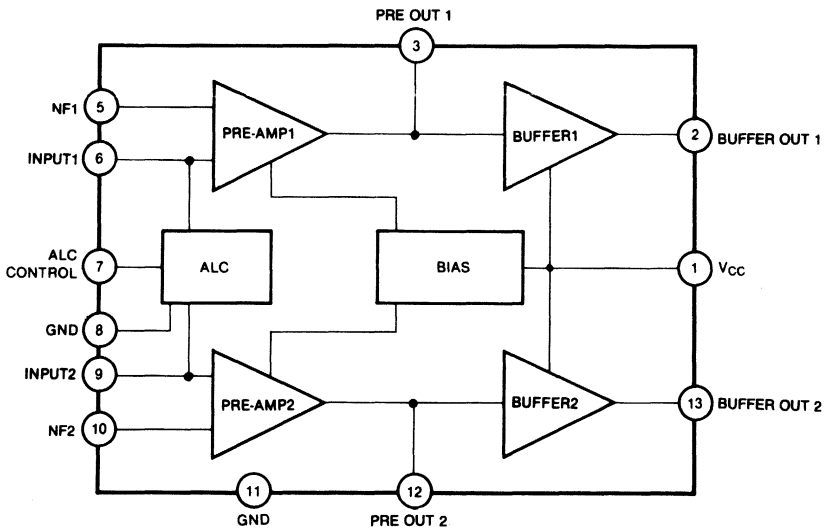 PRE OUT 1
3
NF1
5
PRE-AMP1
BUFFER1
2
BUFFER OUT 1
INPUT1
6
ALC
CONTROL
7
ALC
BIAS
1
VCC
GND
8
INPUT2
9
PRE-AMP2
BUFFER2
13
BUFFER OUT 2
NF2
10
11
12
GND
PRE OUT 2